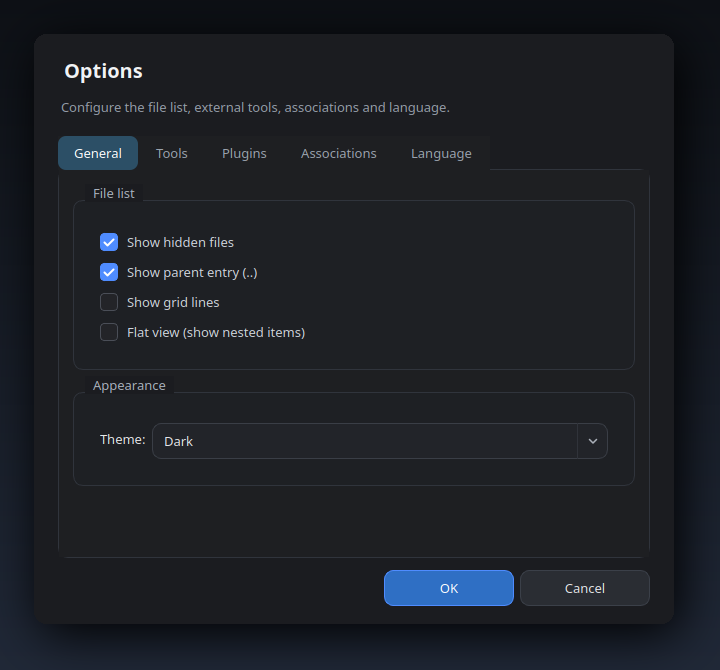 Options
Configure the file list, external tools, associations and language.
General Tools Plugins Associations Language
File list
Show hidden files
Show parent entry (..)
Show grid lines
Flat view (show nested items)
Appearance
Theme: Dark
OK Cancel